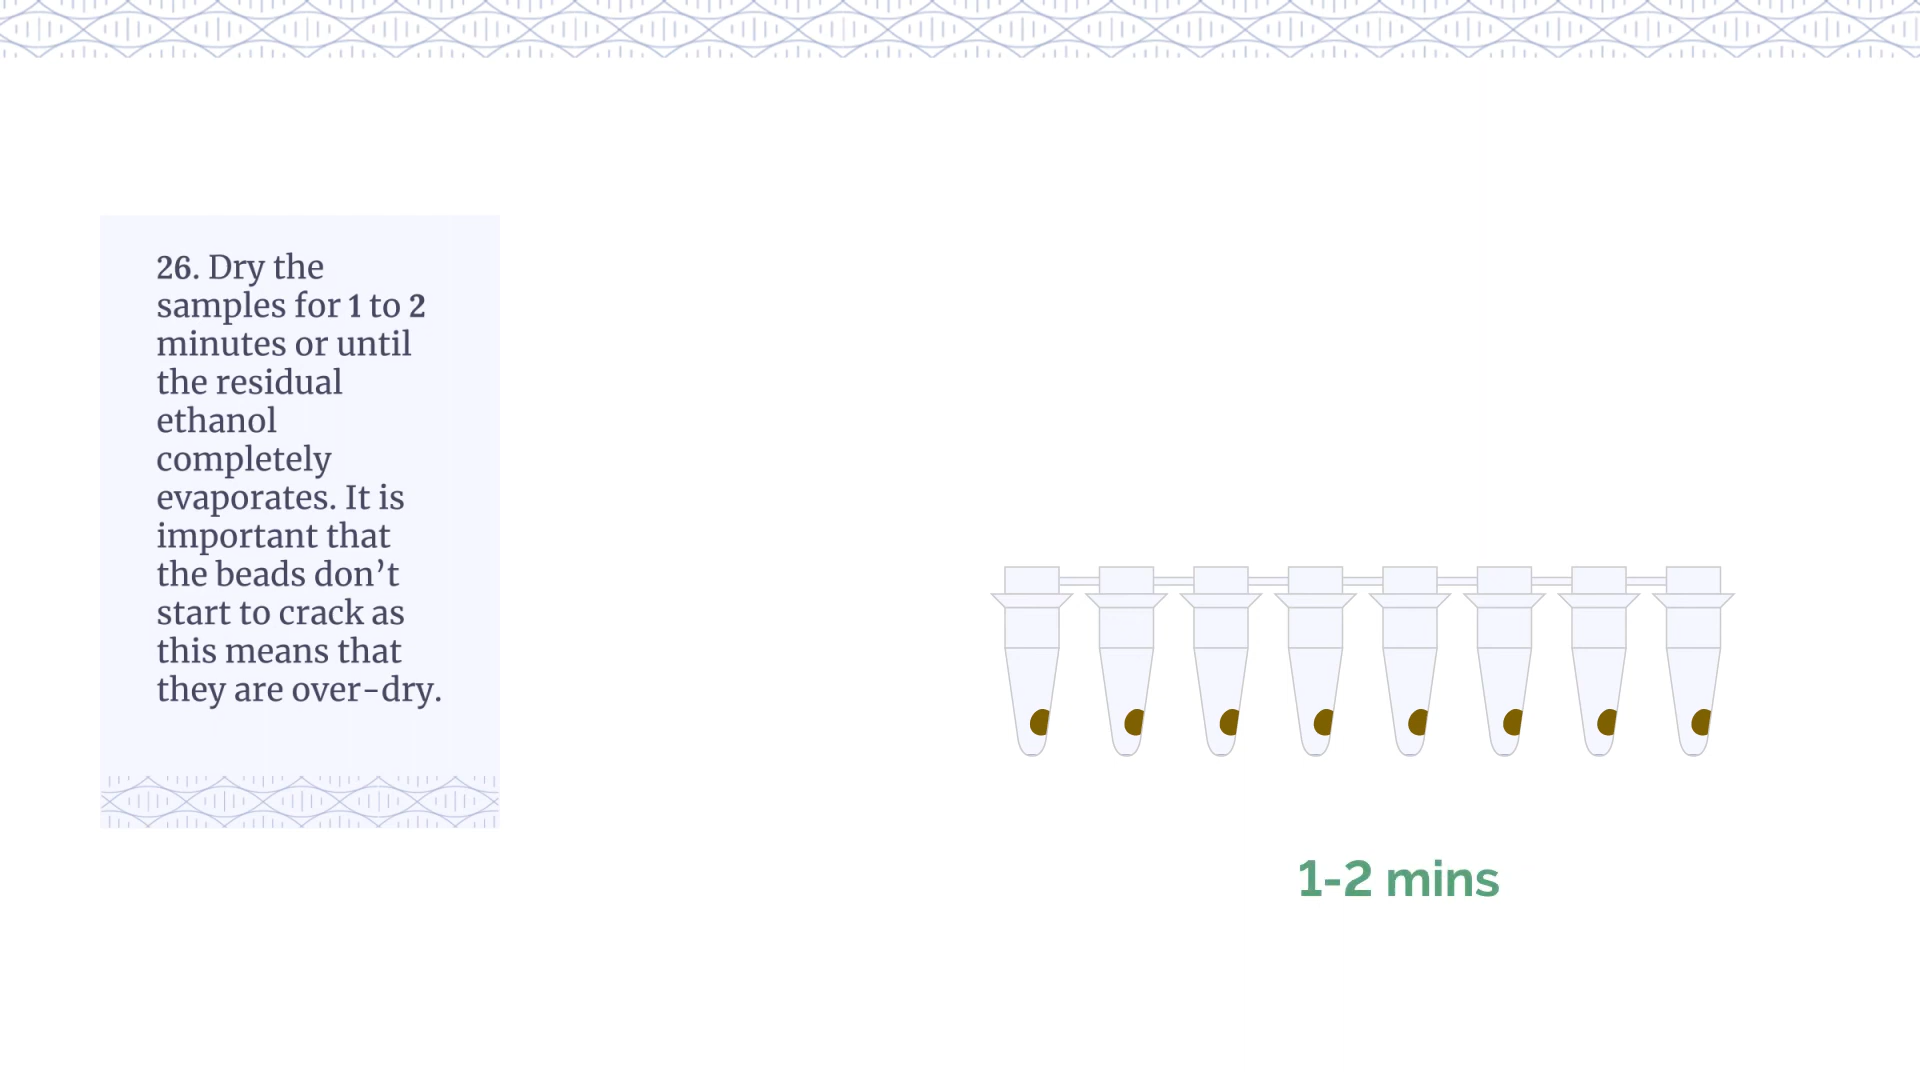 26. Dry the
samples for 1 to 2
minutes or until
the residual
ethanol
completely
evaporates. It is
important that
the beads don’t
start to crack as
this means that
they are over-dry.
1-2 mins